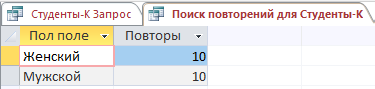 Студенты-К Запрос Поиск повторений для Студенты-К
Пол поле Повторы
Женский 10
Мужской 10